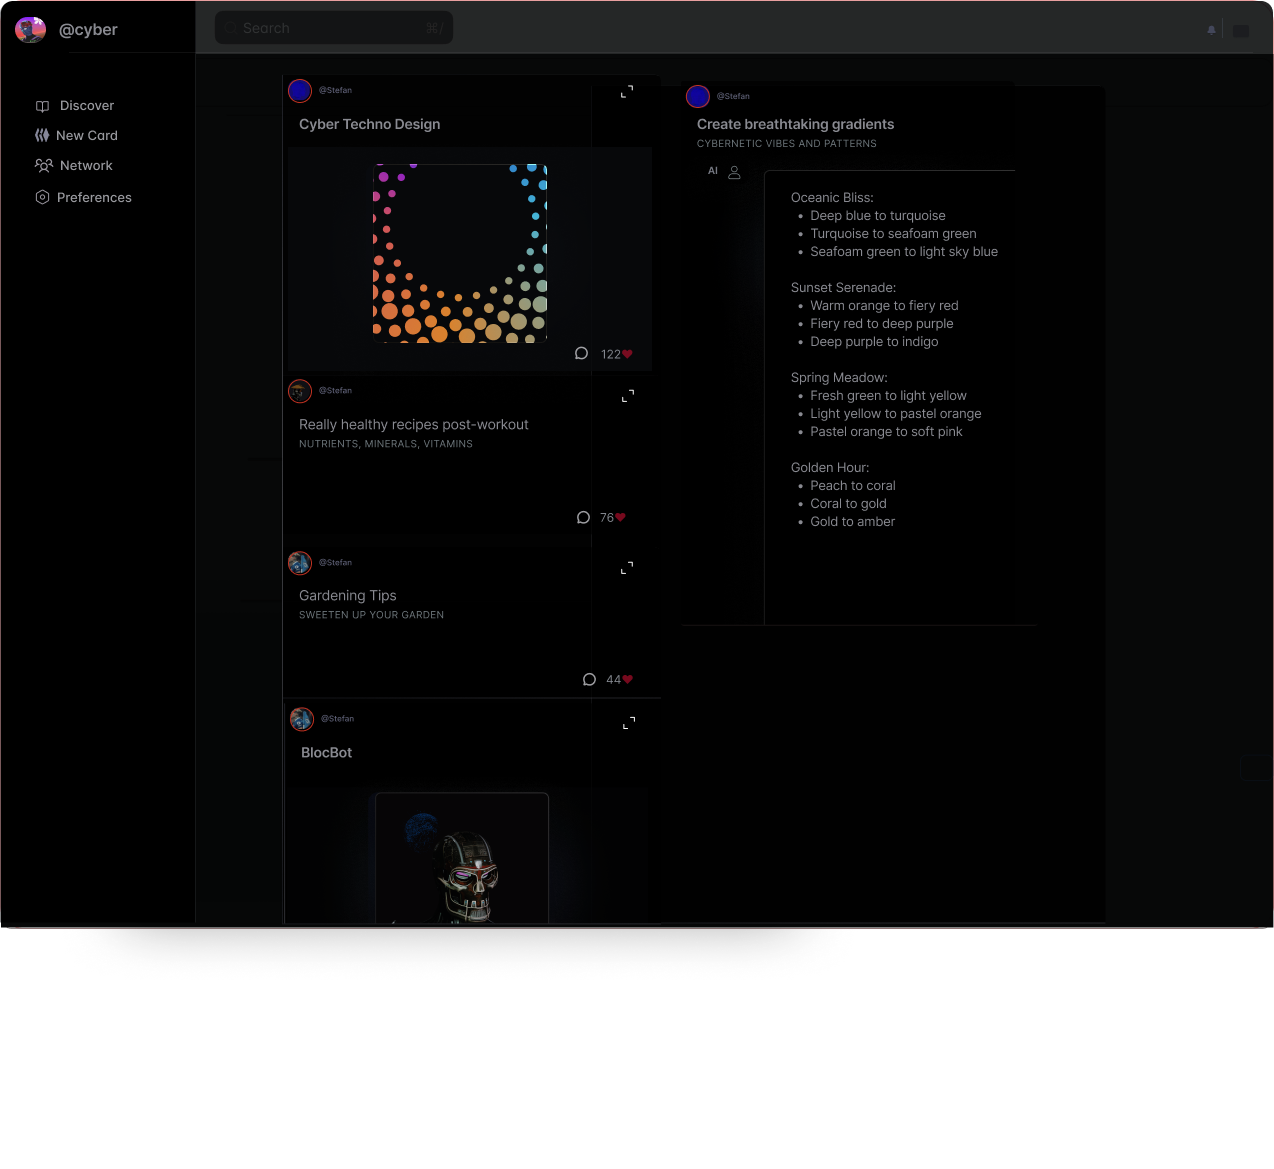 @cyber
Search ⌘/
Discover
New Card
Network
Preferences
@Stefan
Cyber Techno Design
122
@Stefan
Really healthy recipes post-workout
NUTRIENTS, MINERALS, VITAMINS
76
@Stefan
Gardening Tips
SWEETEN UP YOUR GARDEN
44
@Stefan
BlocBot
@Stefan
Create breathtaking gradients
CYBERNETIC VIBES AND PATTERNS
AI
Oceanic Bliss:
• Deep blue to turquoise
• Turquoise to seafoam green
• Seafoam green to light sky blue
Sunset Serenade:
• Warm orange to fiery red
• Fiery red to deep purple
• Deep purple to indigo
Spring Meadow:
• Fresh green to light yellow
• Light yellow to pastel orange
• Pastel orange to soft pink
Golden Hour:
• Peach to coral
• Coral to gold
• Gold to amber